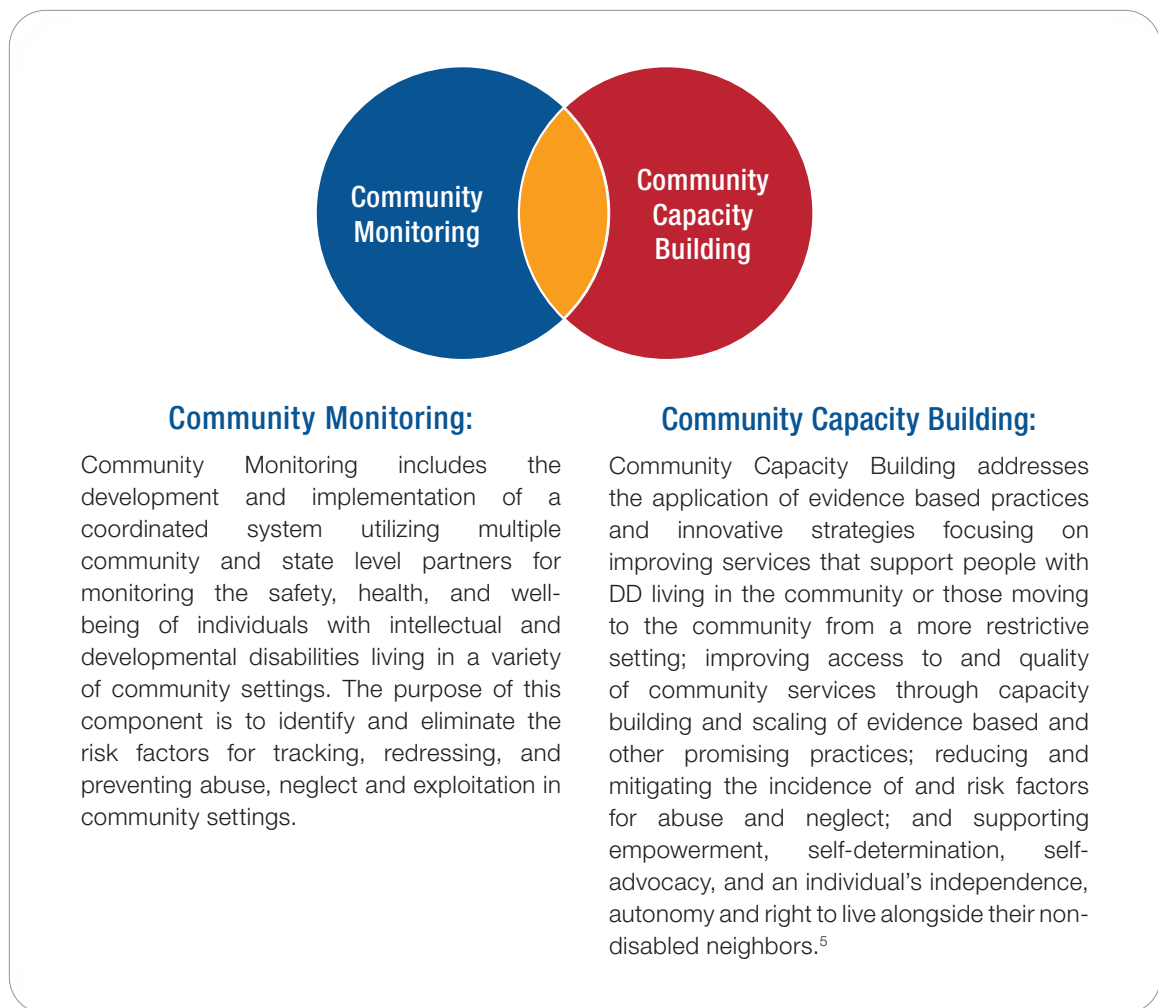 Community
Monitoring
Community
Capacity
Building
Community Monitoring:
Community Monitoring includes the
development and implementation of a
coordinated system utilizing multiple
community and state level partners for
monitoring the safety, health, and well-
being of individuals with intellectual and
developmental disabilities living in a variety
of community settings. The purpose of this
component is to identify and eliminate the
risk factors for tracking, redressing, and
preventing abuse, neglect and exploitation in
community settings.
Community Capacity Building:
Community Capacity Building addresses
the application of evidence based practices
and innovative strategies focusing on
improving services that support people with
DD living in the community or those moving
to the community from a more restrictive
setting; improving access to and quality
of community services through capacity
building and scaling of evidence based and
other promising practices; reducing and
mitigating the incidence of and risk factors
for abuse and neglect; and supporting
empowerment, self-determination, self-
advocacy, and an individual’s independence,
autonomy and right to live alongside their non-
disabled neighbors.⁵